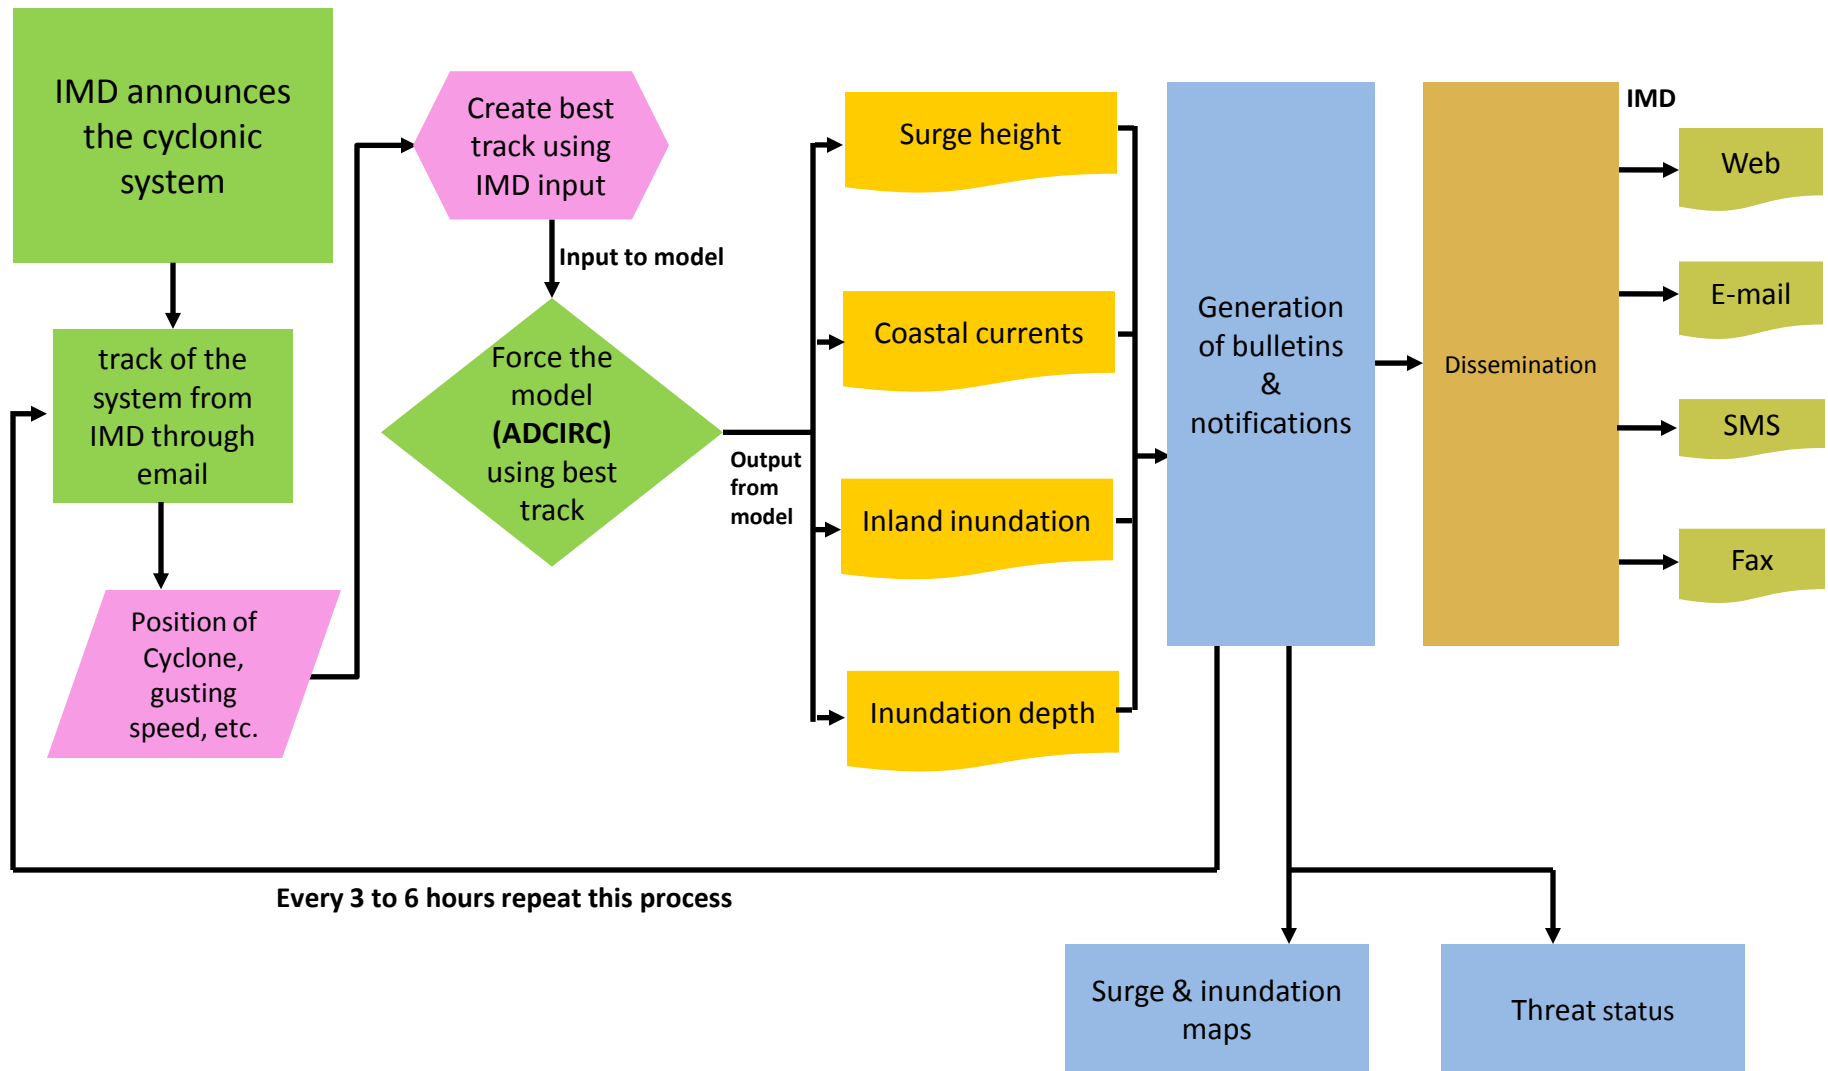 IMD announces
the cyclonic
system
track of the
system from
IMD through
email
Position of
Cyclone,
gusting
speed, etc.
Create best
track using
IMD input
Input to model
Force the
model
(ADCIRC)
using best
track
Output
from
model
Surge height
Coastal currents
Inland inundation
Inundation depth
Generation
of bulletins
&
notifications
Dissemination
IMD
Web
E-mail
SMS
Fax
Every 3 to 6 hours repeat this process
Surge & inundation
maps
Threat status